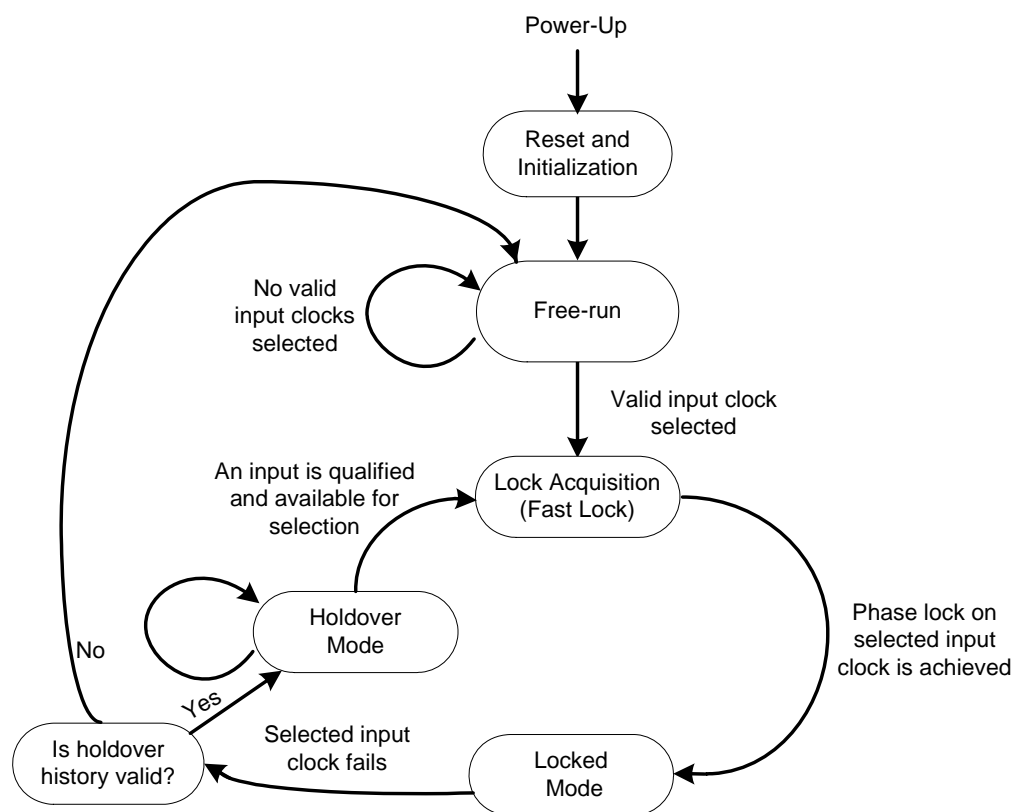 Power-Up
Reset and
Initialization
No valid
input clocks
selected
Free-run
Valid input clock
selected
An input is qualified
and available for
selection
Lock Acquisition
(Fast Lock)
Holdover
Mode
Phase lock on
selected input
clock is achieved
No
Yes
Selected input
clock fails
Is holdover
history valid?
Locked
Mode